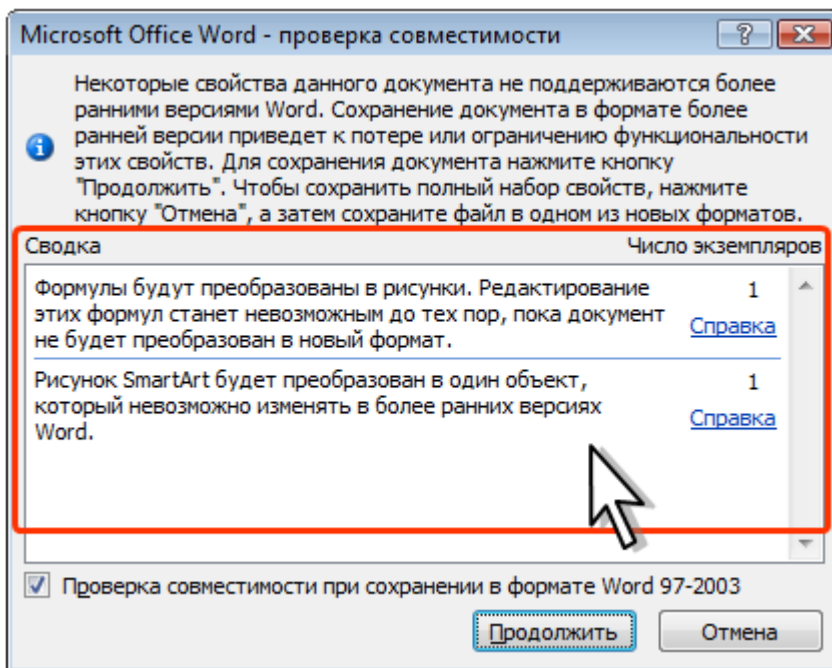 Microsoft Office Word - проверка совместимости
Некоторые свойства данного документа не поддерживаются более
ранними версиями Word. Сохранение документа в формате более
ранней версии приведет к потере или ограничению функциональности
этих свойств. Для сохранения документа нажмите кнопку
"Продолжить". Чтобы сохранить полный набор свойств, нажмите
кнопку "Отмена", а затем сохраните файл в одном из новых форматов.
Сводка Число экземпляров
Формулы будут преобразованы в рисунки. Редактирование 1
этих формул станет невозможным до тех пор, пока документ Справка
не будет преобразован в новый формат.
Рисунок SmartArt будет преобразован в один объект, 1
который невозможно изменять в более ранних версиях Справка
Word.
Проверка совместимости при сохранении в формате Word 97-2003
Продолжить Отмена